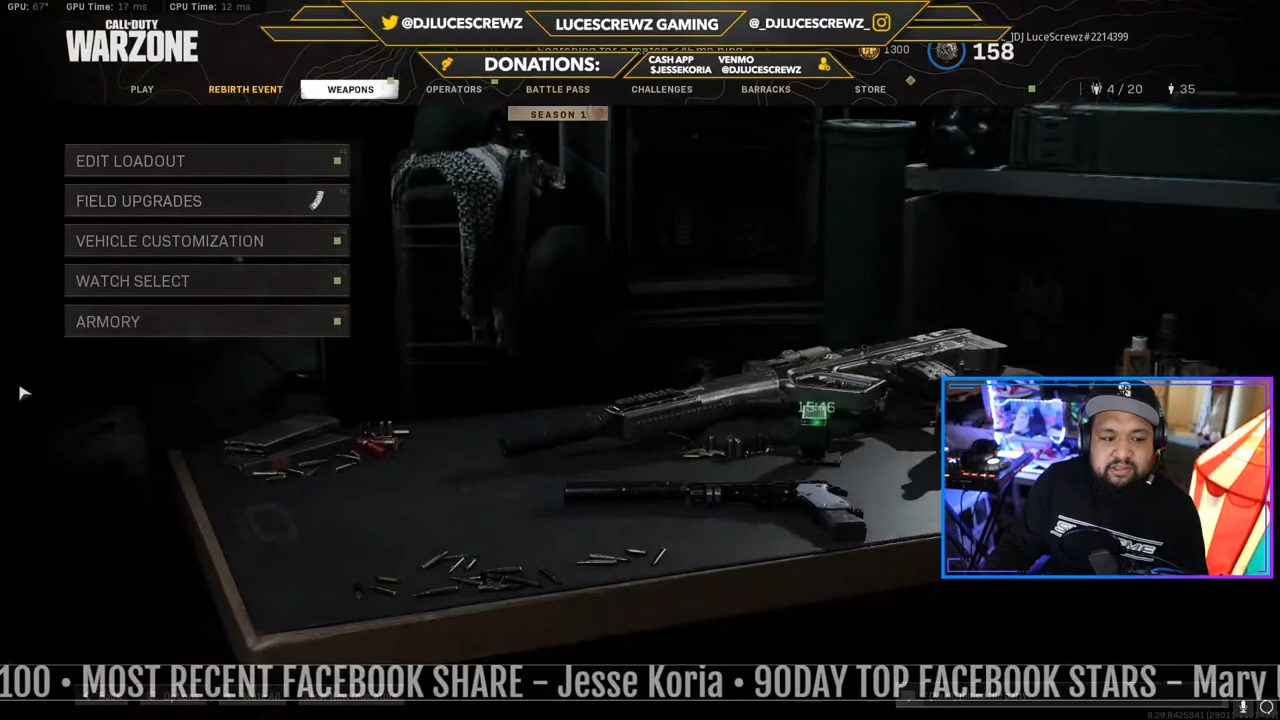 GPU: 67° GPU Time: 17 ms CPU Time: 12 ms
CALL OF DUTY
WARZONE
@DJLUCESCREWZ
LUCESCREWZ GAMING
@_DJLUCESCREWZ_
DONATIONS:
CASH APP
$JESSEKORIA
VENMO
@DJLUCESCREWZ
1300
158
]DJ] LuceScrewz#2214399
PLAY
REBIRTH EVENT
WEAPONS
OPERATORS
BATTLE PASS
CHALLENGES
BARRACKS
STORE
4 / 20
35
SEASON 1
EDIT LOADOUT
FIELD UPGRADES
VEHICLE CUSTOMIZATION
WATCH SELECT
ARMORY
15:46
100 • MOST RECENT FACEBOOK SHARE – Jesse Koria • 90DAY TOP FACEBOOK STARS – Mary